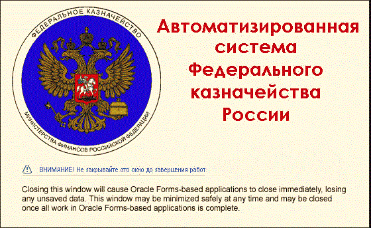 ФЕДЕРАЛЬНОЕ КАЗНАЧЕЙСТВО
Автоматизированная
система
Федерального
казначейства
России
МИНИСТЕРСТВА ФИНАНСОВ РОССИЙСКОЙ ФЕДЕРАЦИИ
ВНИМАНИЕ! Не закрывайте это окно до завершения работ
Closing this window will cause Oracle Forms-based applications to close immediately, losing
any unsaved data. This window may be minimized safely at any time and may be closed
once all work in Oracle Forms-based applications is complete.